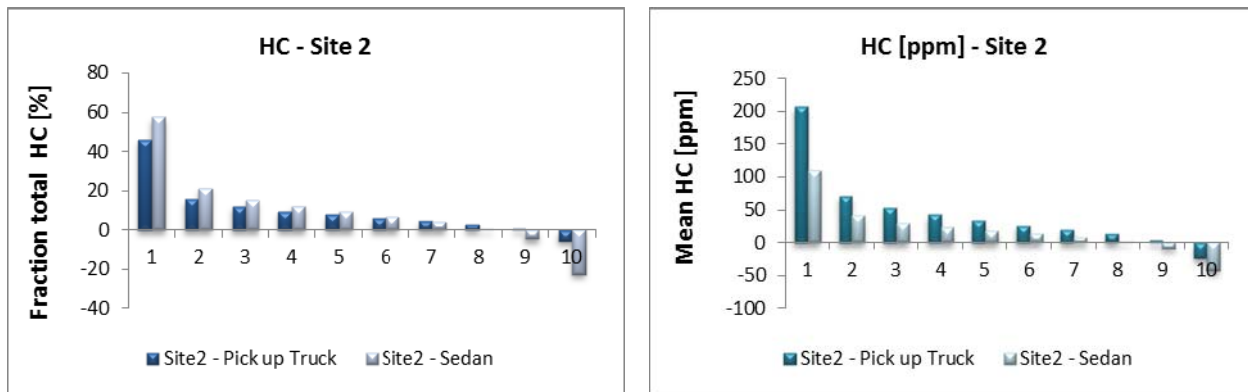 HC - Site 2
Fraction total HC [%]
80
60
40
20
0
-20
-40
1 2 3 4 5 6 7 8 9 10
Site2 - Pick up Truck Site2 - Sedan
HC [ppm] - Site 2
Mean HC [ppm]
250
200
150
100
50
0
-50
-100
1 2 3 4 5 6 7 8 9 10
Site2 - Pick up Truck Site2 - Sedan